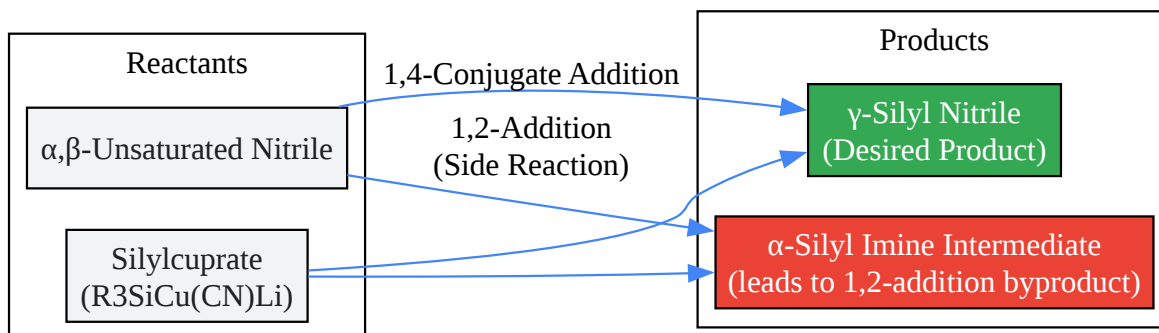 Reactants
α,β-Unsaturated Nitrile
Silylcuprate
(R3SiCu(CN)Li)
1,4-Conjugate Addition
1,2-Addition
(Side Reaction)
Products
γ-Silyl Nitrile
(Desired Product)
α-Silyl Imine Intermediate
(leads to 1,2-addition byproduct)